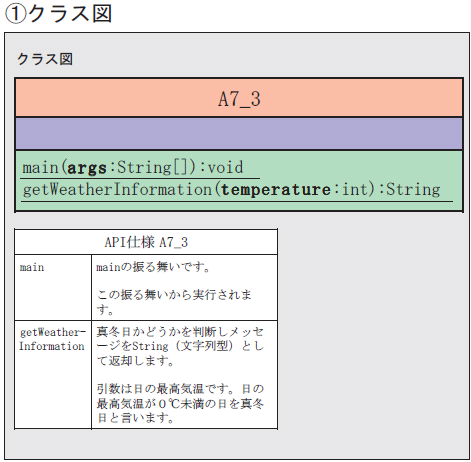 ①クラス図
クラス図
A7_3
main(args:String[]):void
getWeatherInformation(temperature:int):String
API仕様 A7_3
main
mainの振る舞いです。
この振る舞いから実行されま
す。
getWeather-
Information
真冬日かどうかを判断しメッセ
ージをString（文字列型）とし
て返却します。
引数は日の最高気温です。日の
最高気温が０℃未満の日を真冬
日と言います。